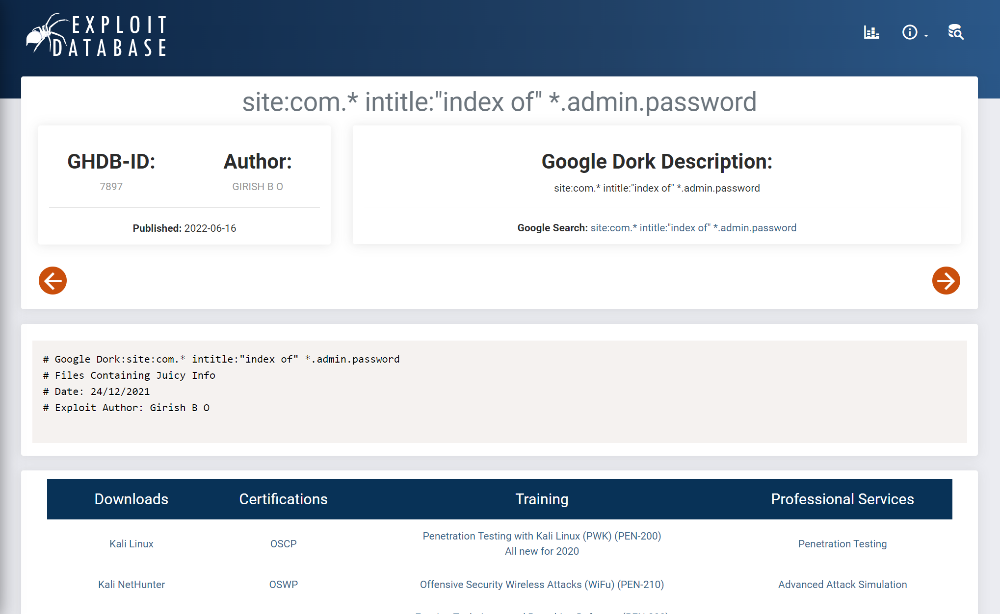 EXPLOIT
DATABASE
site:com.* intitle:"index of" *.admin.password
GHDB-ID:
7897
Author:
GIRISH B O
Published: 2022-06-16
Google Dork Description:
site:com.* intitle:"index of" *.admin.password
Google Search: site:com.* intitle:"index of" *.admin.password
# Google Dork:site:com.* intitle:"index of" *.admin.password
# Files Containing Juicy Info
# Date: 24/12/2021
# Exploit Author: Girish B O
Downloads Certifications Training Professional Services
Kali Linux OSCP Penetration Testing with Kali Linux (PWK) (PEN-200)
All new for 2020 Penetration Testing
Kali NetHunter OSWP Offensive Security Wireless Attacks (WiFu) (PEN-210) Advanced Attack Simulation